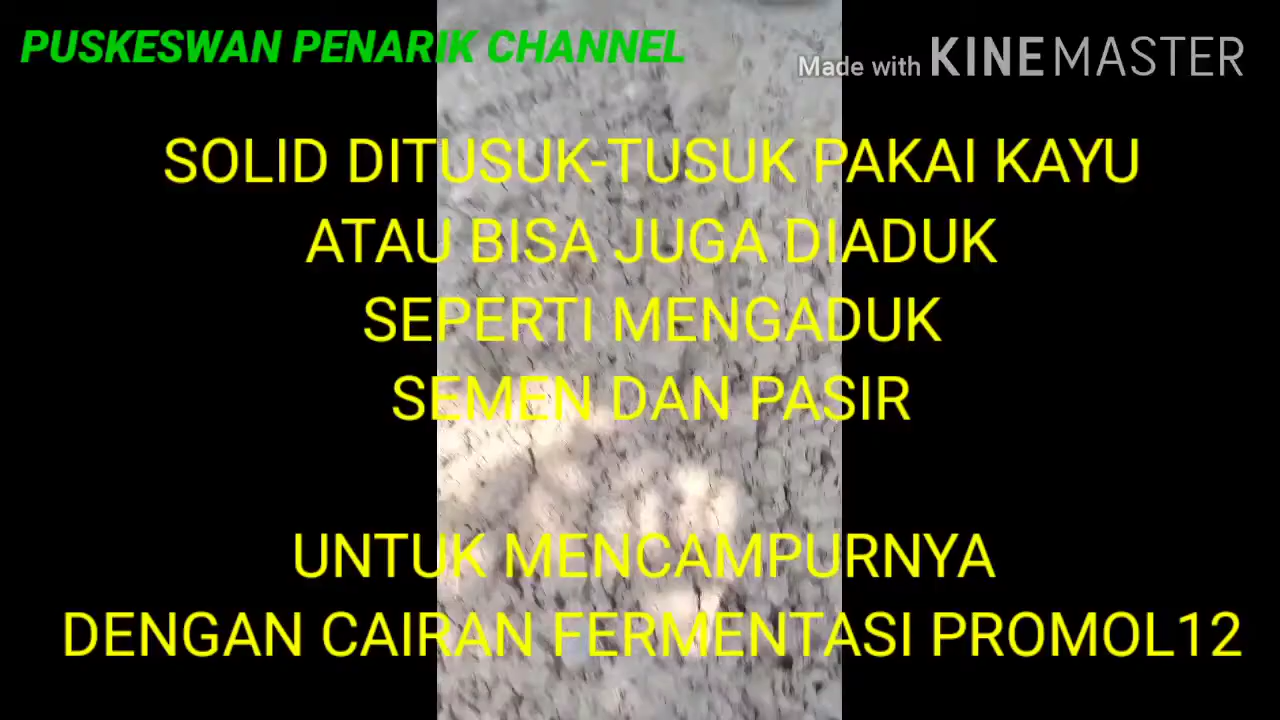 PUSKESWAN PENARIK CHANNEL
Made with KINEMASTER
SOLID DITUSUK-TUSUK PAKAI KAYU
ATAU BISA JUGA DIADUK
SEPERTI MENGADUK
SEMEN DAN PASIR
UNTUK MENCAMPURNYA
DENGAN CAIRAN FERMENTASI PROMOL12